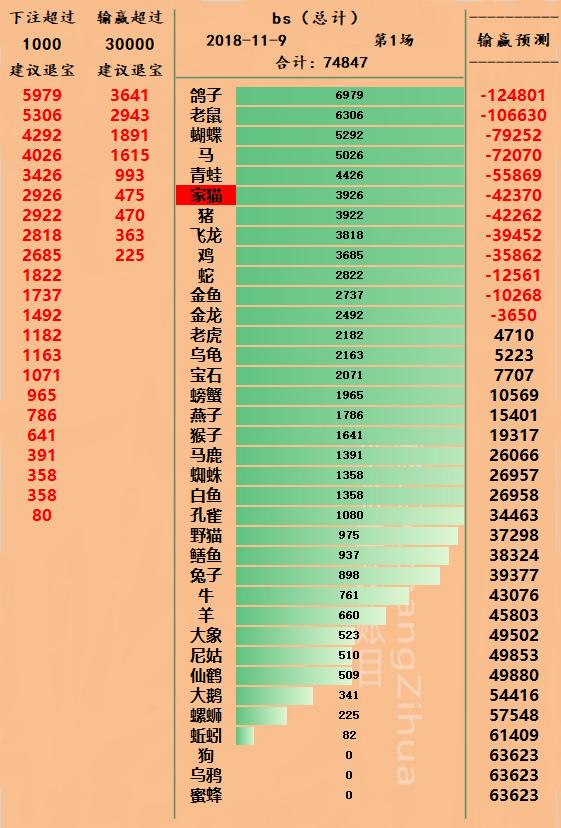 下注超过 输赢超过 bs（总计） ----------
1000 30000 2018-11-9 第1场 输赢预测
建议退宝 建议退宝 合计：74847 ----------
5979 3641 鸽子 6979 -124801
5306 2943 老鼠 6306 -106630
4292 1891 蝴蝶 5292 -79252
4026 1615 马 5026 -72070
3426 993 青蛙 4426 -55869
2926 475 家猫 3926 -42370
2922 470 猪 3922 -42262
2818 363 飞龙 3818 -39452
2685 225 鸡 3685 -35862
1822 蛇 2822 -12561
1737 金鱼 2737 -10268
1492 金龙 2492 -3650
1182 老虎 2182 4710
1163 乌龟 2163 5223
1071 宝石 2071 7707
965 螃蟹 1965 10569
786 燕子 1786 15401
641 猴子 1641 19317
391 马鹿 1391 26066
358 蜘蛛 1358 26957
358 白鱼 1358 26958
80 孔雀 1080 34463
野猫 975 37298
鳝鱼 937 38324
兔子 898 39377
牛 761 43076
羊 660 45803
大象 523 49502
尼姑 510 49853
仙鹤 509 49880
大鹅 341 54416
螺蛳 225 57548
蚯蚓 82 61409
狗 0 63623
乌鸦 0 63623
蜜蜂 0 63623